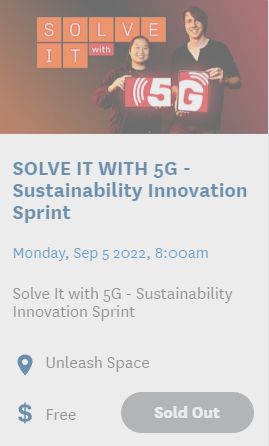 SOLVE
IT with
5G
SOLVE IT WITH 5G -
Sustainability Innovation
Sprint
Monday, Sep 5 2022, 8:00am
Solve It with 5G - Sustainability
Innovation Sprint
Unleash Space
$ Free
Sold Out